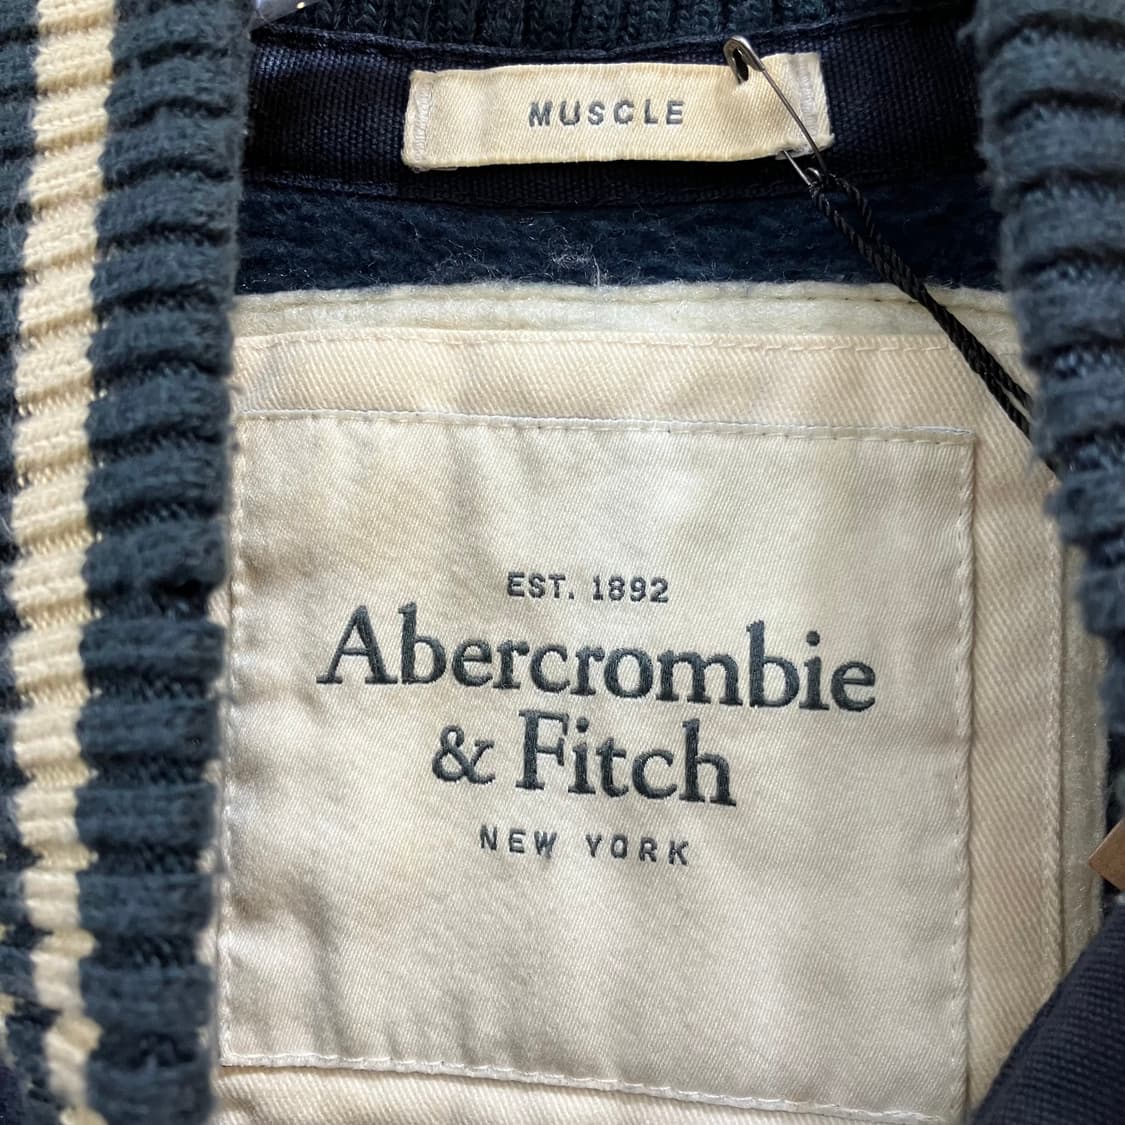 MUSCLE
EST. 1892
Abercrombie
& Fitch
NEW YORK